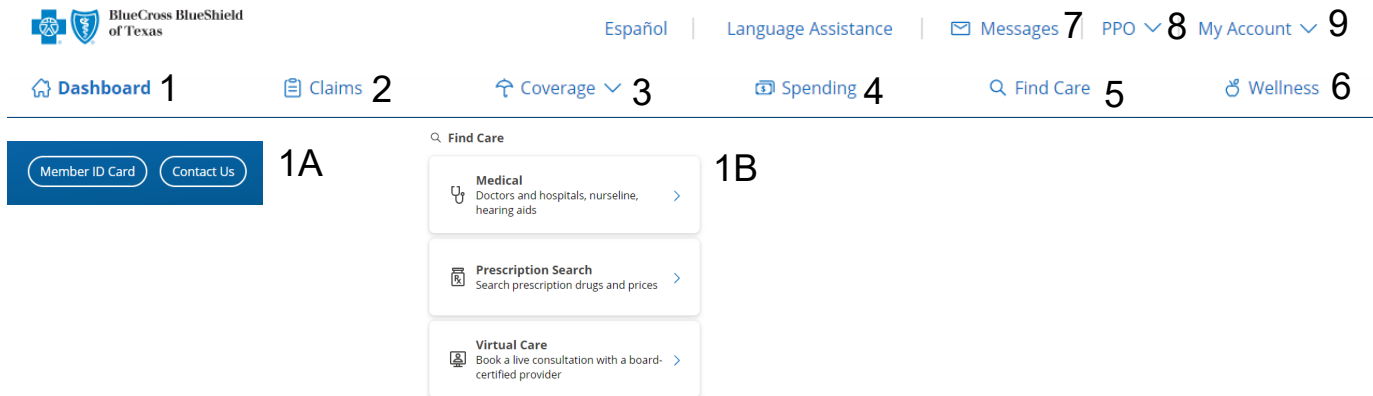 BlueCross BlueShield
of Texas
Español
Language Assistance
Messages 7
PPO 8
My Account 9
Dashboard 1
Claims 2
Coverage 3
Spending 4
Find Care 5
Wellness 6
Member ID Card
Contact Us
1A
Find Care
1B
Medical
Doctors and hospitals, nurseline,
hearing aids
Prescription Search
Search prescription drugs and prices
Virtual Care
Book a live consultation with a board-
certified provider